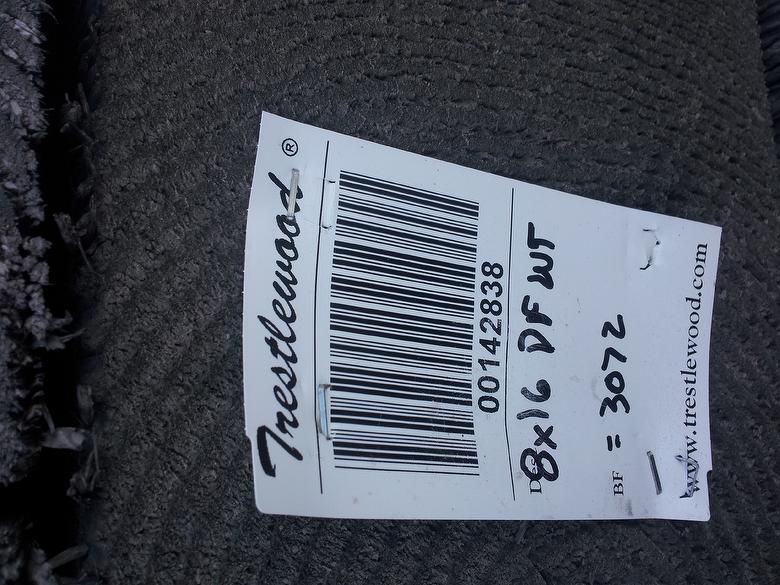 Trestlewood®
00142838
8x16 DF WT
BF = 3072
www.trestlewood.com